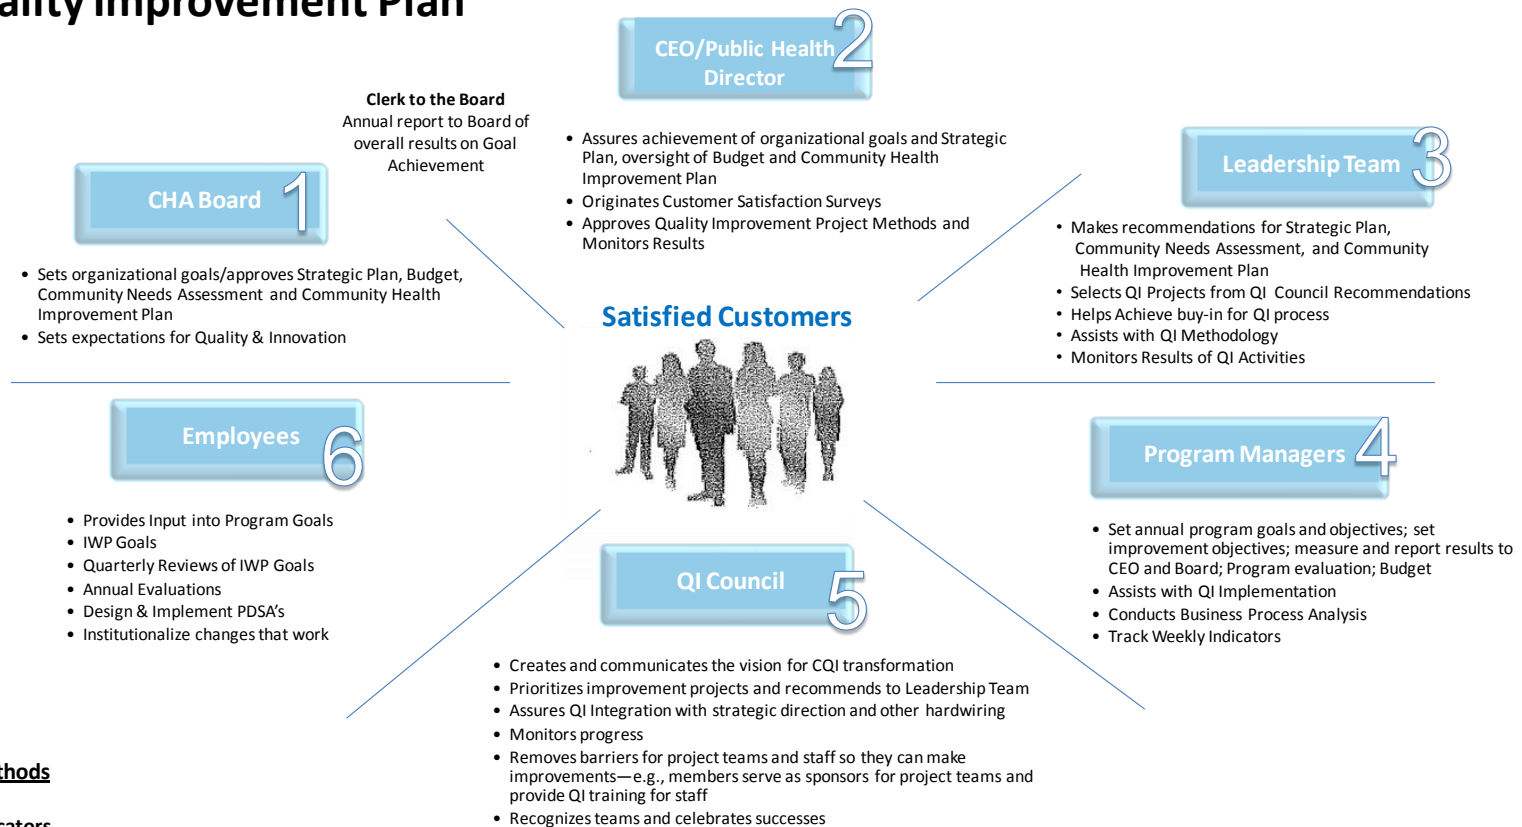 ality Improvement Plan
CEO/Public Health
Director
2
Clerk to the Board
Annual report to Board of
overall results on Goal
Achievement
• Assures achievement of organizational goals and Strategic
Plan, oversight of Budget and Community Health
Improvement Plan
• Originates Customer Satisfaction Surveys
• Approves Quality Improvement Project Methods and
Monitors Results
CHA Board
1
• Sets organizational goals/approves Strategic Plan, Budget,
Community Needs Assessment and Community Health
Improvement Plan
• Sets expectations for Quality & Innovation
Leadership Team
3
• Makes recommendations for Strategic Plan,
Community Needs Assessment, and Community
Health Improvement Plan
• Selects QI Projects from QI Council Recommendations
• Helps Achieve buy-in for QI process
• Assists with QI Methodology
• Monitors Results of QI Activities
Satisfied Customers
Employees
6
• Provides Input into Program Goals
• IWP Goals
• Quarterly Reviews of IWP Goals
• Annual Evaluations
• Design & Implement PDSA’s
• Institutionalize changes that work
Program Managers
4
• Set annual program goals and objectives; set
improvement objectives; measure and report results to
CEO and Board; Program evaluation; Budget
• Assists with QI Implementation
• Conducts Business Process Analysis
• Track Weekly Indicators
QI Council
5
• Creates and communicates the vision for CQI transformation
• Prioritizes improvement projects and recommends to Leadership Team
• Assures QI Integration with strategic direction and other hardwiring
• Monitors progress
• Removes barriers for project teams and staff so they can make
improvements—e.g., members serve as sponsors for project teams and
provide QI training for staff
• Recognizes teams and celebrates successes
thods
cators